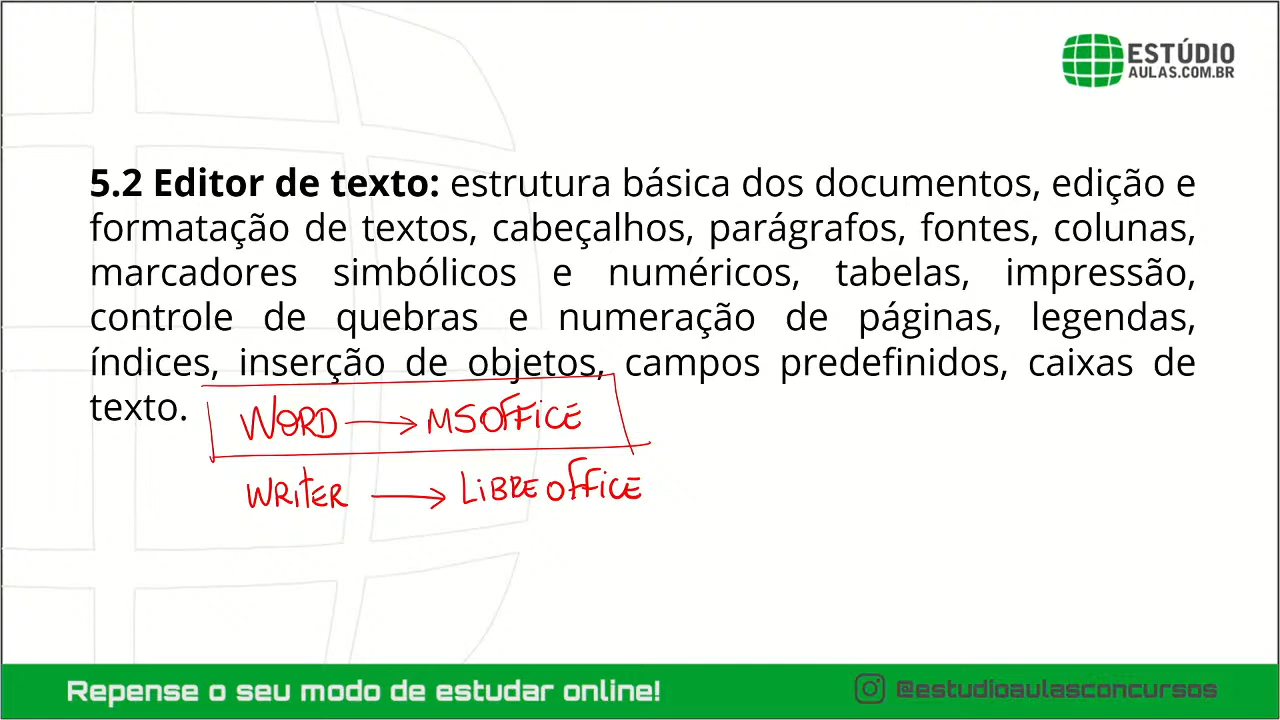 ESTÚDIO
AULAS.COM.BR
5.2 Editor de texto: estrutura básica dos documentos, edição e
formatação de textos, cabeçalhos, parágrafos, fontes, colunas,
marcadores simbólicos e numéricos, tabelas, impressão,
controle de quebras e numeração de páginas, legendas,
índices, inserção de objetos, campos predefinidos, caixas de
texto.
WORD → MSOFFICE
WRITER → LIBREOFFICE
Repense o seu modo de estudar online!
@estudioaulasconcursos